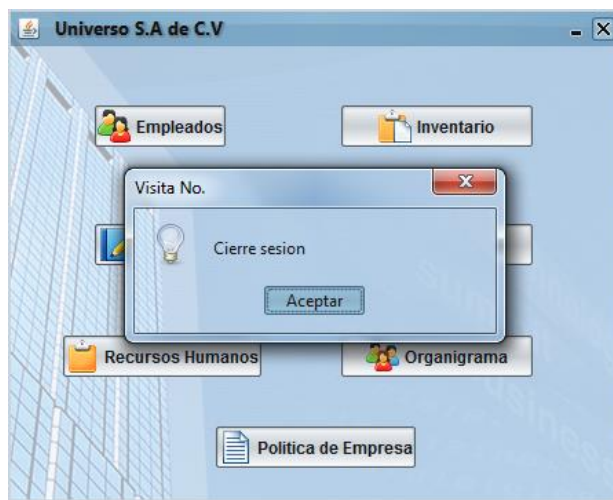 Universo S.A de C.V
Empleados
Inventario
Visita No.
Cierre sesion
Aceptar
Recursos Humanos
Organigrama
Politica de Empresa